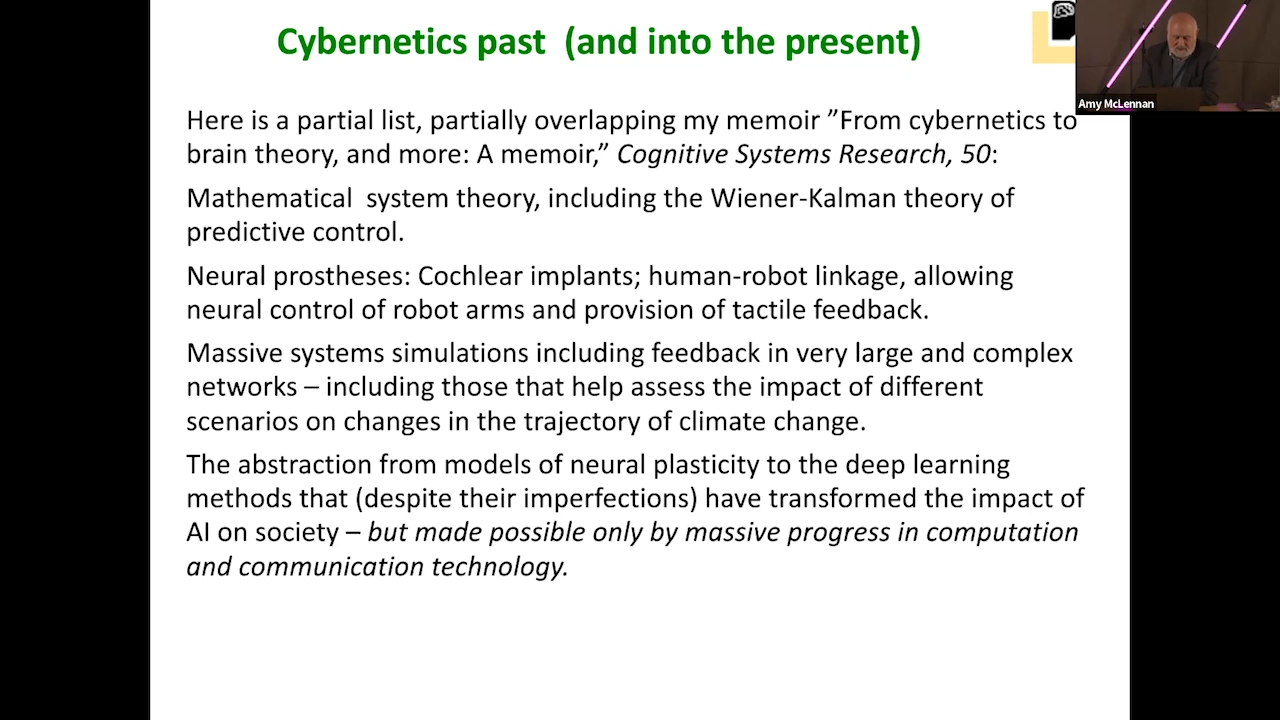 Cybernetics past  (and into the present)
Amy McLennan
Here is a partial list, partially overlapping my memoir ”From cybernetics to
brain theory, and more: A memoir,” Cognitive Systems Research, 50:
Mathematical  system theory, including the Wiener-Kalman theory of
predictive control.
Neural prostheses: Cochlear implants; human-robot linkage, allowing
neural control of robot arms and provision of tactile feedback.
Massive systems simulations including feedback in very large and complex
networks – including those that help assess the impact of different
scenarios on changes in the trajectory of climate change.
The abstraction from models of neural plasticity to the deep learning
methods that (despite their imperfections) have transformed the impact of
AI on society – but made possible only by massive progress in computation
and communication technology.